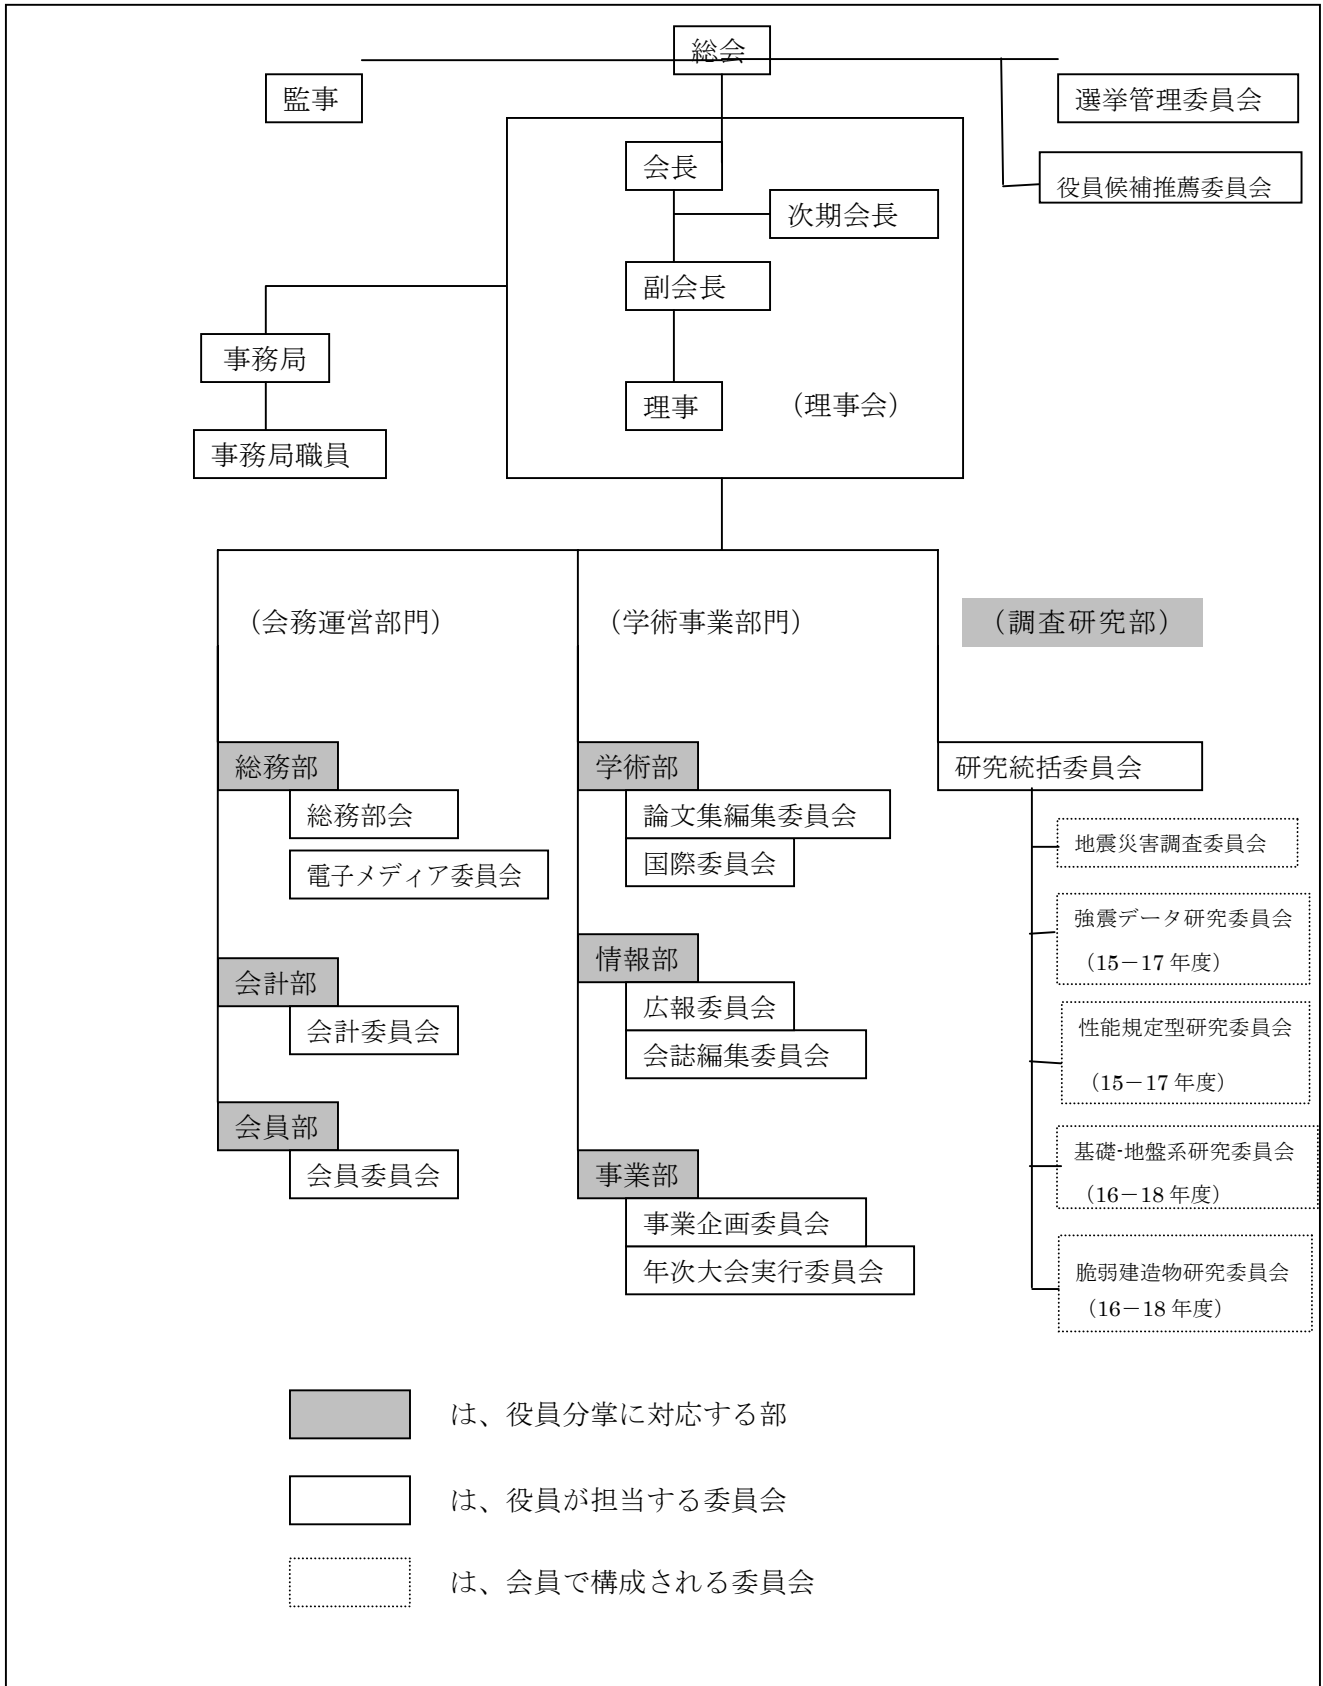 総会
監事
選挙管理委員会
会長
役員候補推薦委員会
次期会長
副会長
事務局
理事
（理事会）
事務局職員
（会務運営部門）
（学術事業部門）
（調査研究部）
総務部
総務部会
電子メディア委員会
会計部
会計委員会
会員部
会員委員会
学術部
論文集編集委員会
国際委員会
情報部
広報委員会
会誌編集委員会
事業部
事業企画委員会
年次大会実行委員会
研究統括委員会
地震災害調査委員会
強震データ研究委員会
（15－17 年度）
性能規定型研究委員会
（15－17 年度）
基礎-地盤系研究委員会
（16－18 年度）
脆弱建造物研究委員会
（16－18 年度）
は、役員分掌に対応する部
は、役員が担当する委員会
は、会員で構成される委員会